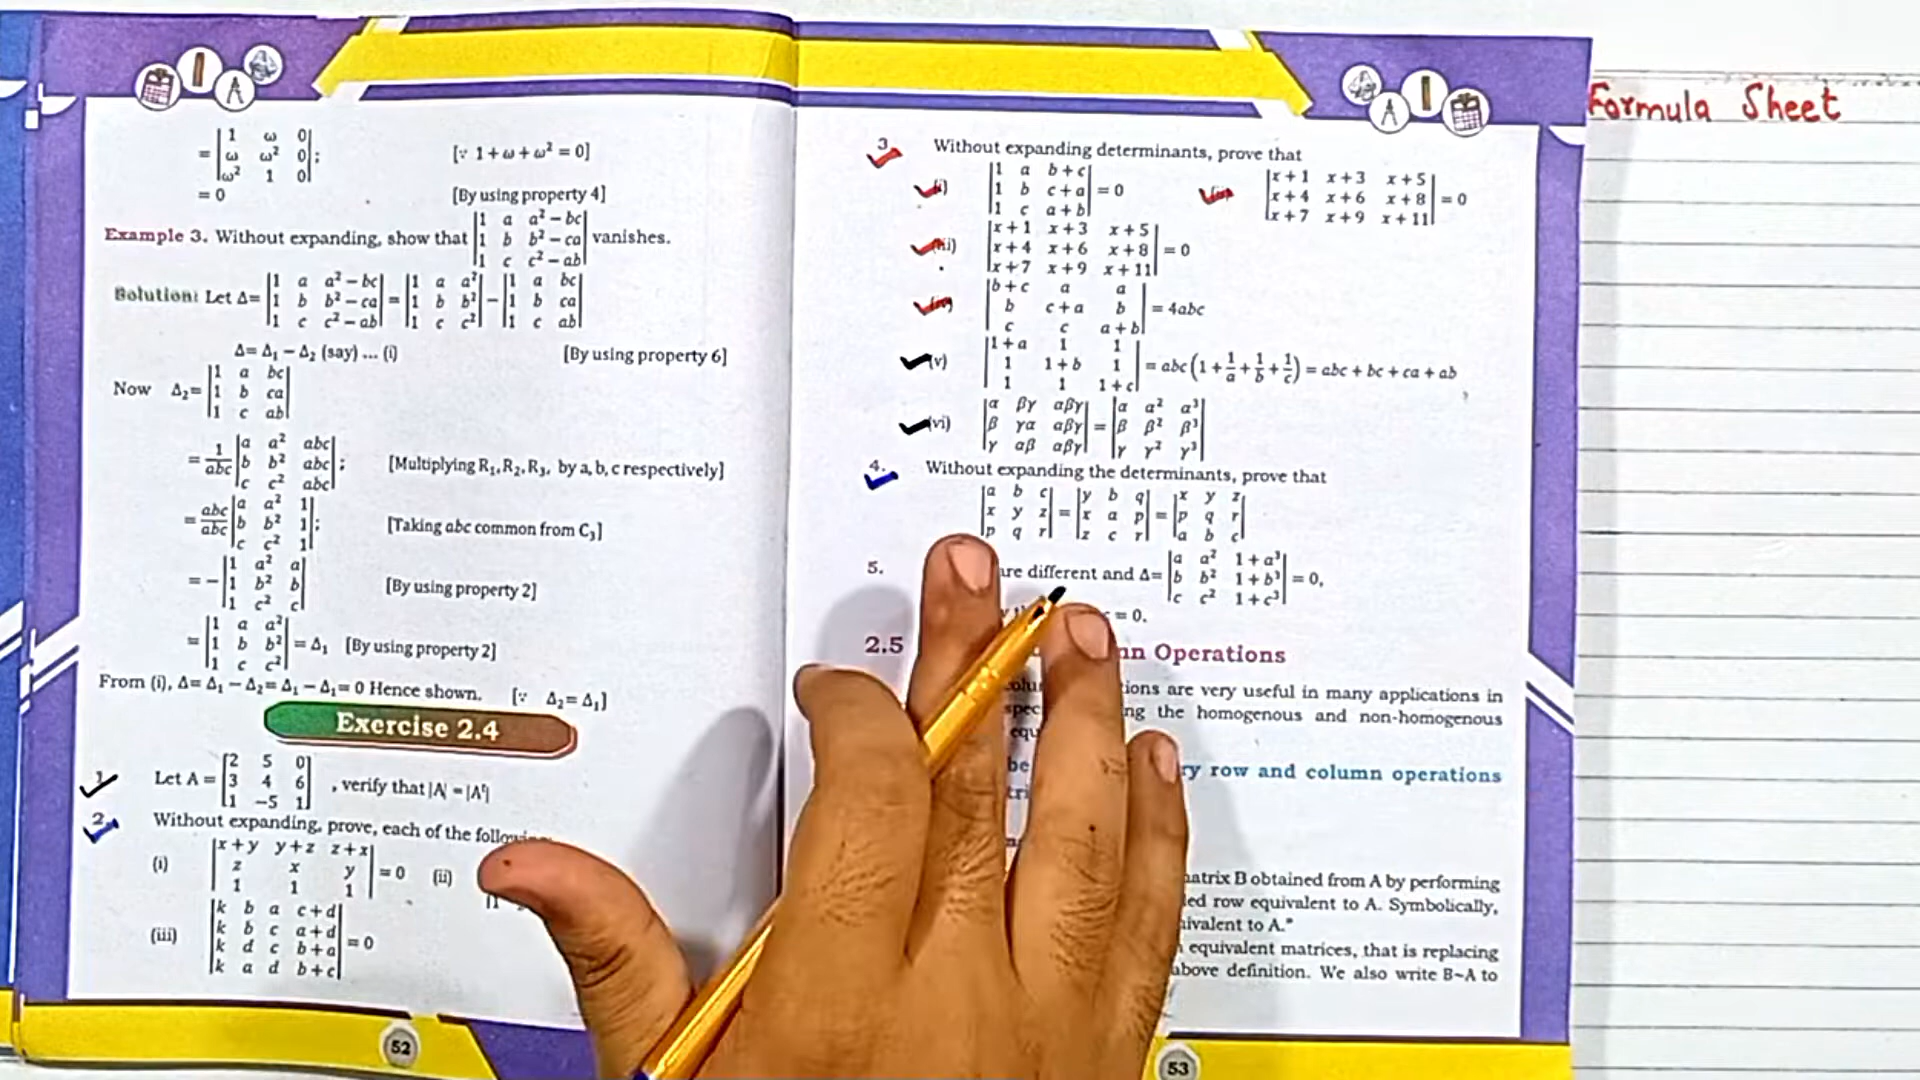 = |1 ω 0|
|ω ω² 0| ; [∵ 1 + ω + ω² = 0]
|ω² 1 0|
= 0 [By using property 4]
Example 3. Without expanding, show that |1 a a² − bc| vanishes.
|1 b b² − ca|
|1 c c² − ab|
Solution: Let Δ= |1 a a² − bc| = |1 a a²| − |1 a bc|
|1 b b² − ca| |1 b b²| |1 b ca|
|1 c c² − ab| |1 c c²| |1 c ab|
Δ= Δ₁ − Δ₂ (say) ... (i) [By using property 6]
Now Δ₂= |1 a bc|
|1 b ca|
|1 c ab|
= 1/abc |a a² abc|
|b b² abc| ; [Multiplying R₁, R₂, R₃, by a, b, c respectively]
|c c² abc|
= abc/abc |a a² 1|
|b b² 1| ; [Taking abc common from C₃]
|c c² 1|
= − |1 a² a|
|1 b² b| [By using property 2]
|1 c² c|
= |1 a a²|
|1 b b²| = Δ₁ [By using property 2]
|1 c c²|
From (i), Δ= Δ₁ − Δ₂= Δ₁ − Δ₁= 0 Hence shown. [∵ Δ₂= Δ₁]
Exercise 2.4
1. Let A = [2 5 0] , verify that |A| = |Aᵗ|
[3 4 6]
[1 −5 1]
2. Without expanding, prove, each of the
(i) |x + y y + z z + x|
|z x y| = 0 (ii)
|1 1 1|
(iii) |k b a c + d|
|k b c a + d| = 0
|k d c b + a|
|k a d b + c|
52
3. Without expanding determinants, prove that
(i) |1 a b + c| |x + 1 x + 3 x + 5|
|1 b c + a| = 0 |x + 4 x + 6 x + 8| = 0
|1 c a + b| |x + 7 x + 9 x + 11|
(iii) |x + 1 x + 3 x + 5|
|x + 4 x + 6 x + 8| = 0
|x + 7 x + 9 x + 11|
(iv) |b + c a a|
|b c + a b| = 4abc
|c c a + b|
(v) |1 + a 1 1|
|1 1 + b 1| = abc (1 + 1/a + 1/b + 1/c) = abc + bc + ca + ab
|1 1 1 + c|
(vi) |α βγ αβγ| |α α² α³|
|β γα αβγ| = |β β² β³|
|γ αβ αβγ| |γ γ² γ³|
4. Without expanding the determinants, prove that
|a b c| |y b q| |x y z|
|x y z| = |x a p| = |p q r|
|p q r| |z c r| |a b c|
5. are different and Δ= |a a² 1 + a³|
|b b² 1 + b³| = 0,
|c c² 1 + c³|
= 0.
2.5 Operations
are very useful in many applications in
the homogenous and non-homogenous
row and column operations
B obtained from A by performing
row equivalent to A. Symbolically,
to A."
equivalent matrices, that is replacing
above definition. We also write B~A to
53
Formula Sheet